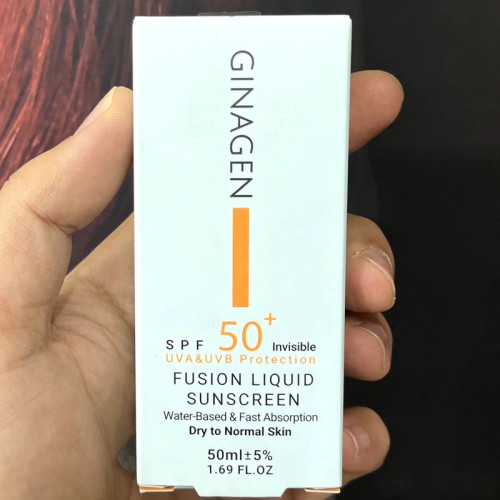 GINAGEN
SPF 50+ Invisible
UVA&UVB Protection
FUSION LIQUID
SUNSCREEN
Water-Based & Fast Absorption
Dry to Normal Skin
50ml±5%
1.69 FL.OZ